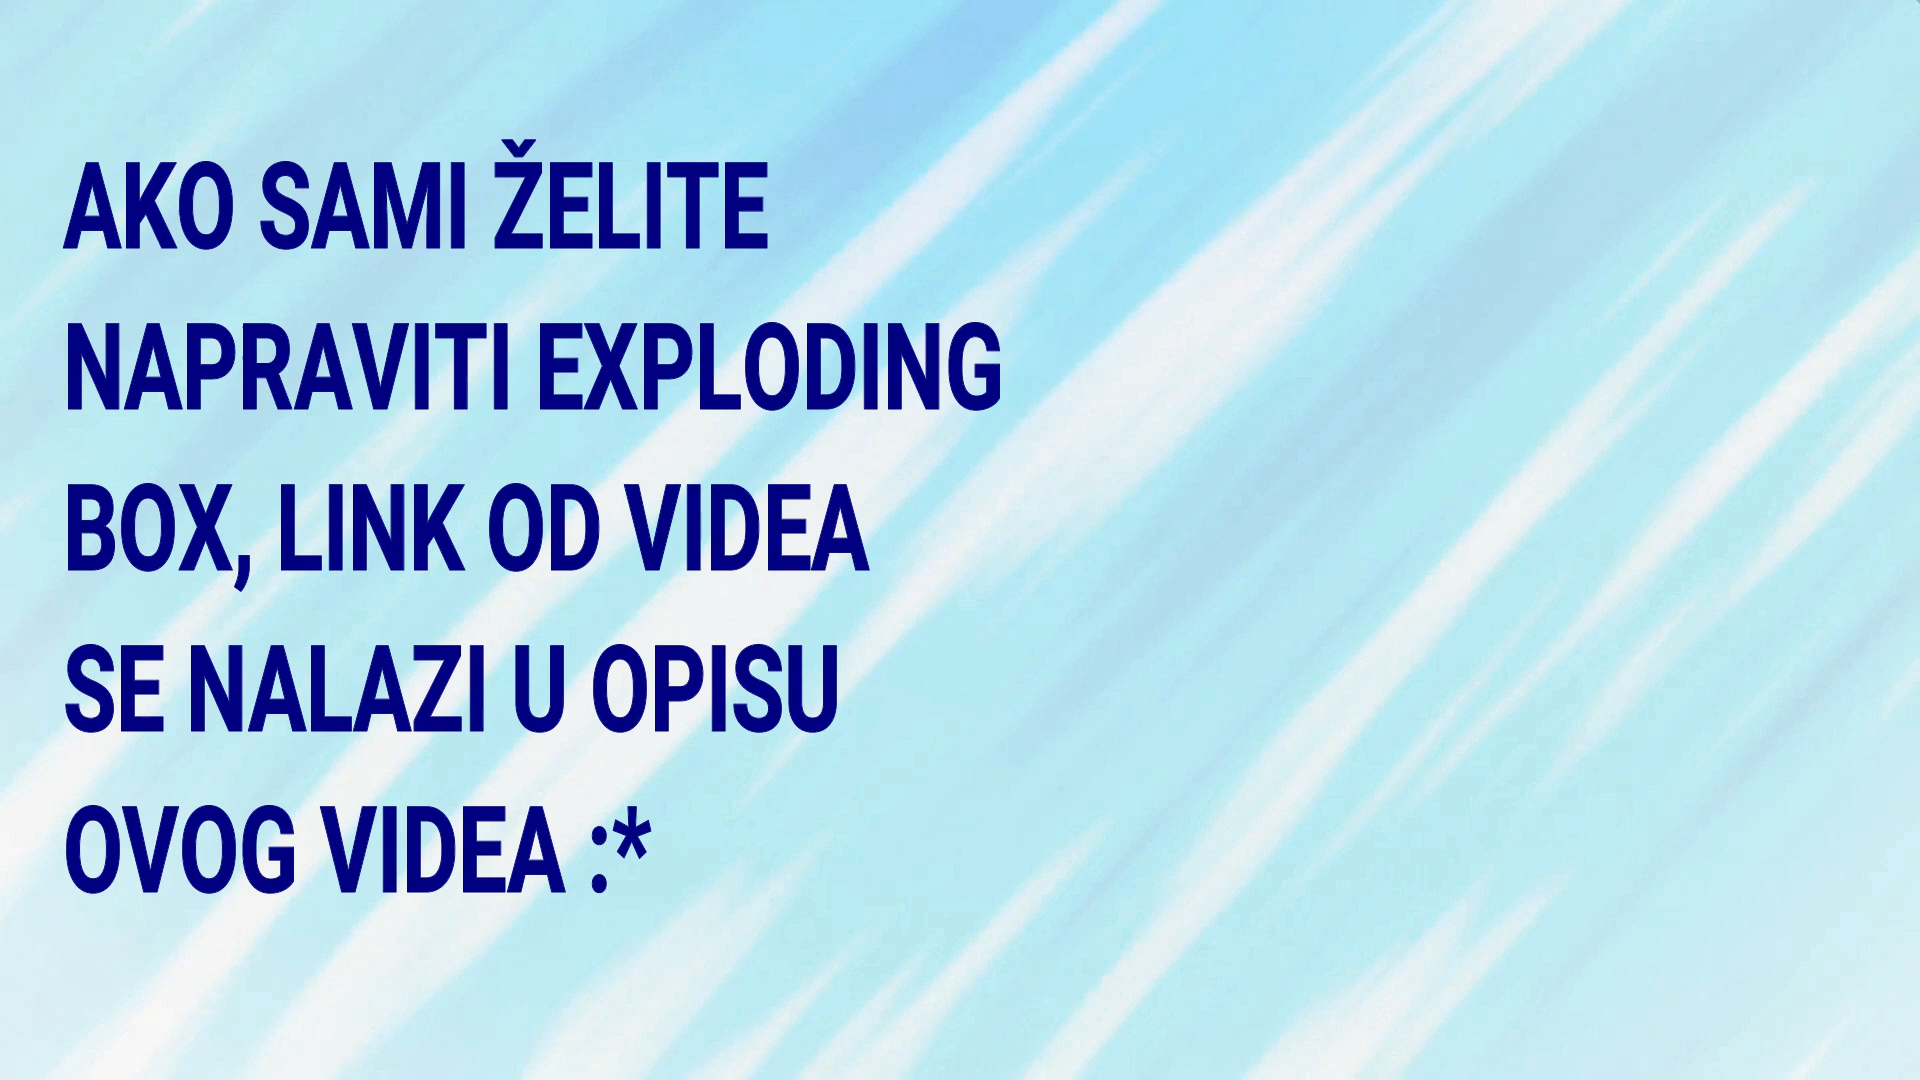 AKO SAMI ŽELITE
NAPRAVITI EXPLODING
BOX, LINK OD VIDEA
SE NALAZI U OPISU
OVOG VIDEA :*